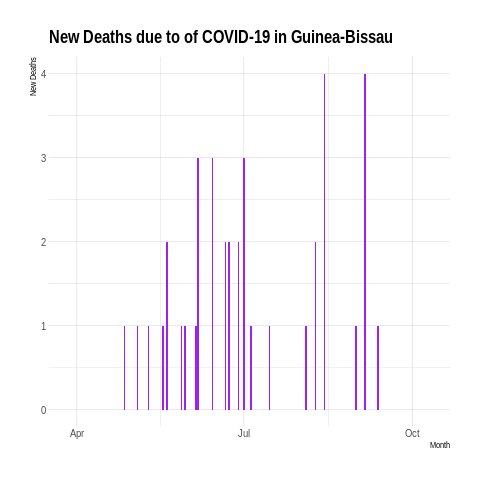 New Deaths due to of COVID-19 in Guinea-Bissau
New Deaths
4
3
2
1
0
Apr
Jul
Oct
Month